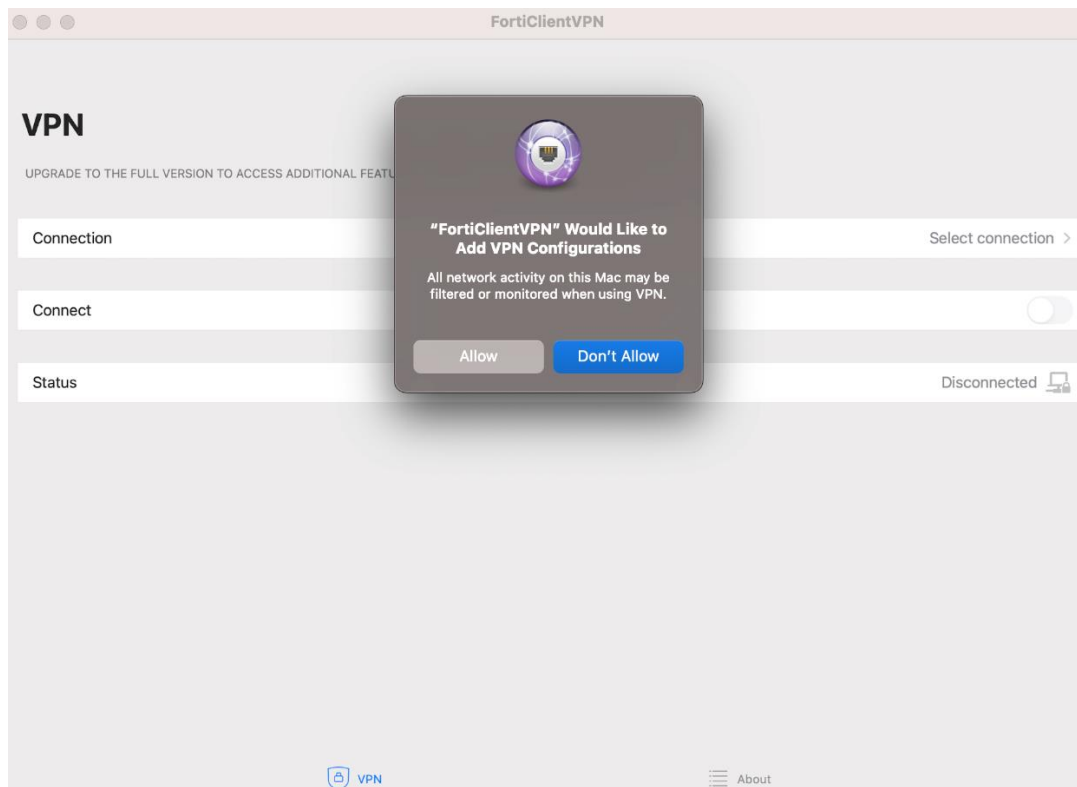 FortiClientVPN
VPN
UPGRADE TO THE FULL VERSION TO ACCESS ADDITIONAL
Connection
Select connection >
Connect
Status
Disconnected
"FortiClientVPN" Would Like to
Add VPN Configurations
All network activity on this Mac may be
filtered or monitored when using VPN.
Allow
Don't Allow
VPN
About